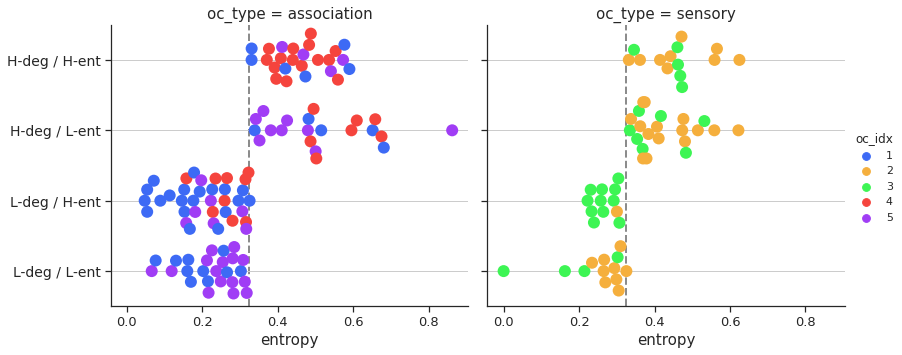 oc_type = association
oc_type = sensory
H-deg / H-ent
H-deg / L-ent
L-deg / H-ent
L-deg / L-ent
0.0 0.2 0.4 0.6 0.8
0.0 0.2 0.4 0.6 0.8
entropy
entropy
oc_idx
1
2
3
4
5